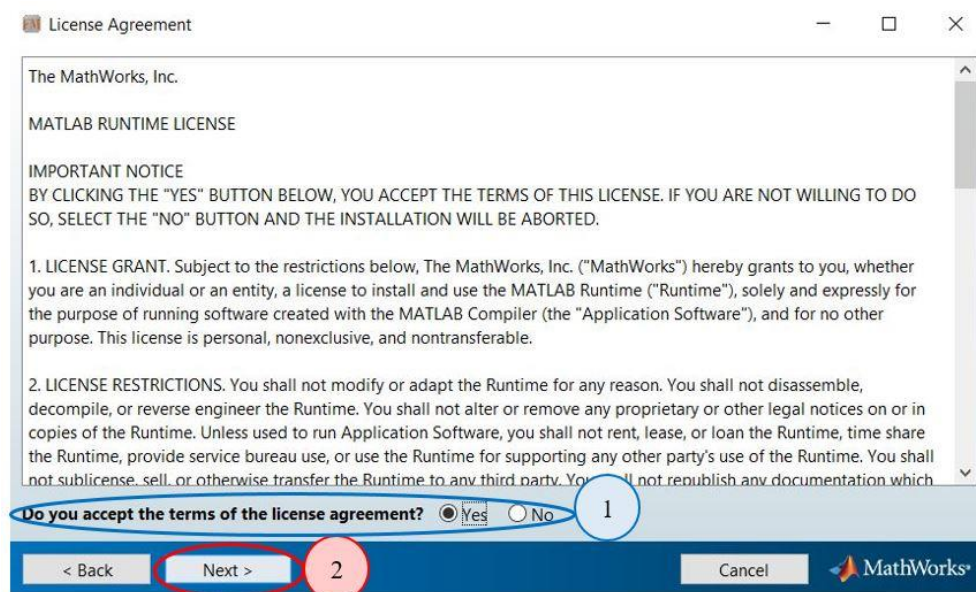 License Agreement
The MathWorks, Inc.
MATLAB RUNTIME LICENSE
IMPORTANT NOTICE
BY CLICKING THE "YES" BUTTON BELOW, YOU ACCEPT THE TERMS OF THIS LICENSE. IF YOU ARE NOT WILLING TO DO
SO, SELECT THE "NO" BUTTON AND THE INSTALLATION WILL BE ABORTED.
1. LICENSE GRANT. Subject to the restrictions below, The MathWorks, Inc. ("MathWorks") hereby grants to you, whether
you are an individual or an entity, a license to install and use the MATLAB Runtime ("Runtime"), solely and expressly for
the purpose of running software created with the MATLAB Compiler (the "Application Software"), and for no other
purpose. This license is personal, nonexclusive, and nontransferable.
2. LICENSE RESTRICTIONS. You shall not modify or adapt the Runtime for any reason. You shall not disassemble,
decompile, or reverse engineer the Runtime. You shall not alter or remove any proprietary or other legal notices on or in
copies of the Runtime. Unless used to run Application Software, you shall not rent, lease, or loan the Runtime, time share
the Runtime, provide service bureau use, or use the Runtime for supporting any other party's use of the Runtime. You shall
not sublicense, sell, or otherwise transfer the Runtime to any third party. not republish any documentation which
Do you accept the terms of the license agreement? Yes No 1
< Back Next > 2 Cancel MathWorks®